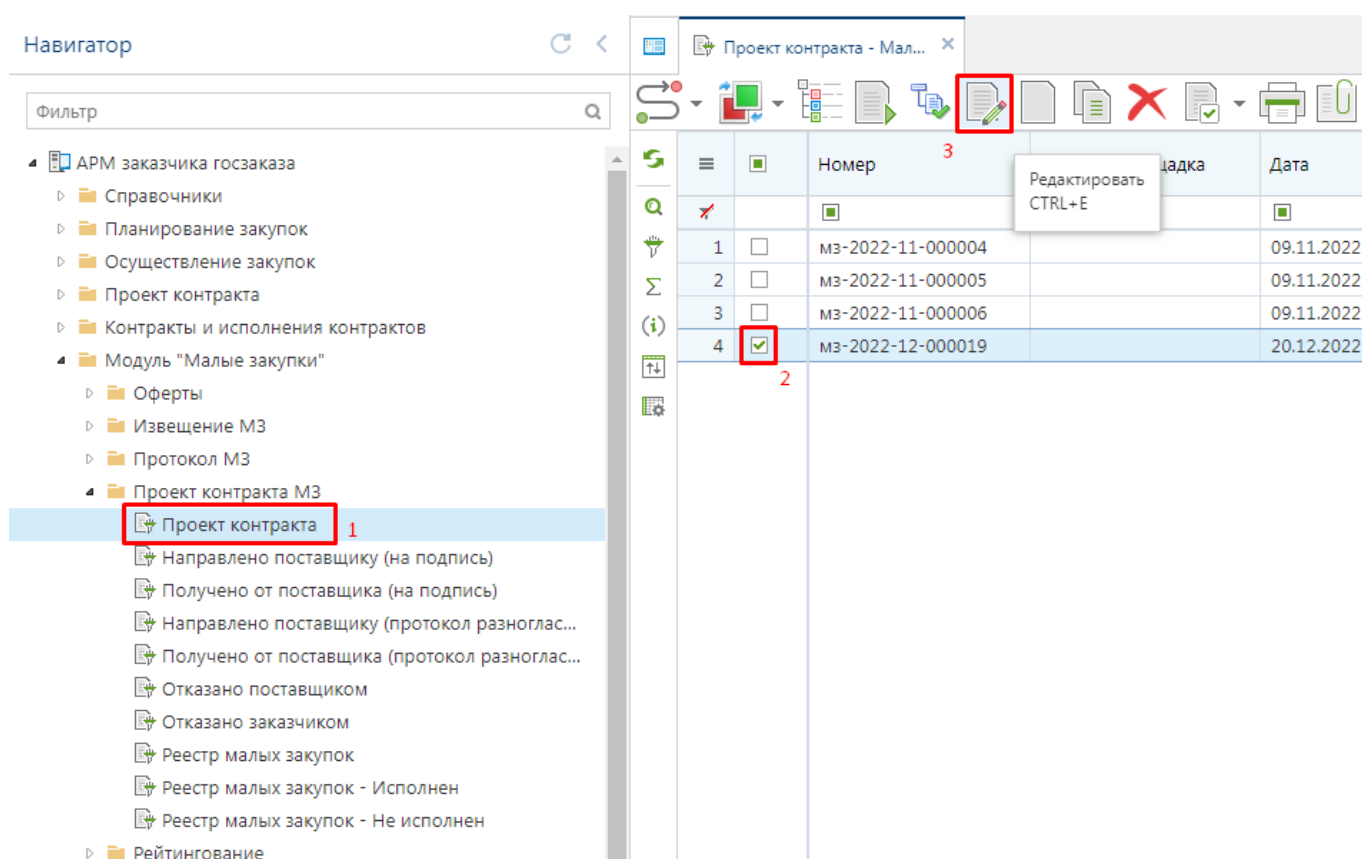 Навигатор
Фильтр
АРМ заказчика госзаказа
Справочники
Планирование закупок
Осуществление закупок
Проект контракта
Контракты и исполнения контрактов
Модуль "Малые закупки"
Оферты
Извещение МЗ
Протокол МЗ
Проект контракта МЗ
Проект контракта 1
Направлено поставщику (на подпись)
Получено от поставщика (на подпись)
Направлено поставщику (протокол разноглас...
Получено от поставщика (протокол разноглас...
Отказано поставщиком
Отказано заказчиком
Реестр малых закупок
Реестр малых закупок - Исполнен
Реестр малых закупок - Не исполнен
Рейтингование
Проект контракта - Мал... ×
3
Номер щадка Дата
Редактировать
CTRL+E
1 мз-2022-11-000004 09.11.2022
2 мз-2022-11-000005 09.11.2022
3 мз-2022-11-000006 09.11.2022
4 мз-2022-12-000019 20.12.2022
2